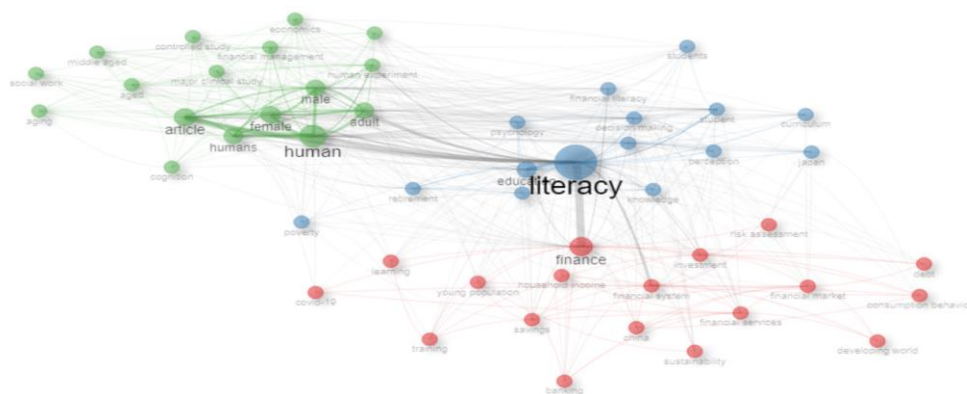 economics
controlled study
financial management
students
middle aged
human experiment
social work
major clinical study
aged
male
financial literacy
aging
article
female
adult
psychology
decision making
student
curriculum
humans
human
perception
japan
cognition
education
literacy
retirement
knowledge
poverty
risk assessment
finance
learning
investment
debt
covid-19
young population
household income
financial system
financial market
consumption behavio
savings
china
financial services
training
sustainability
developing world
banking